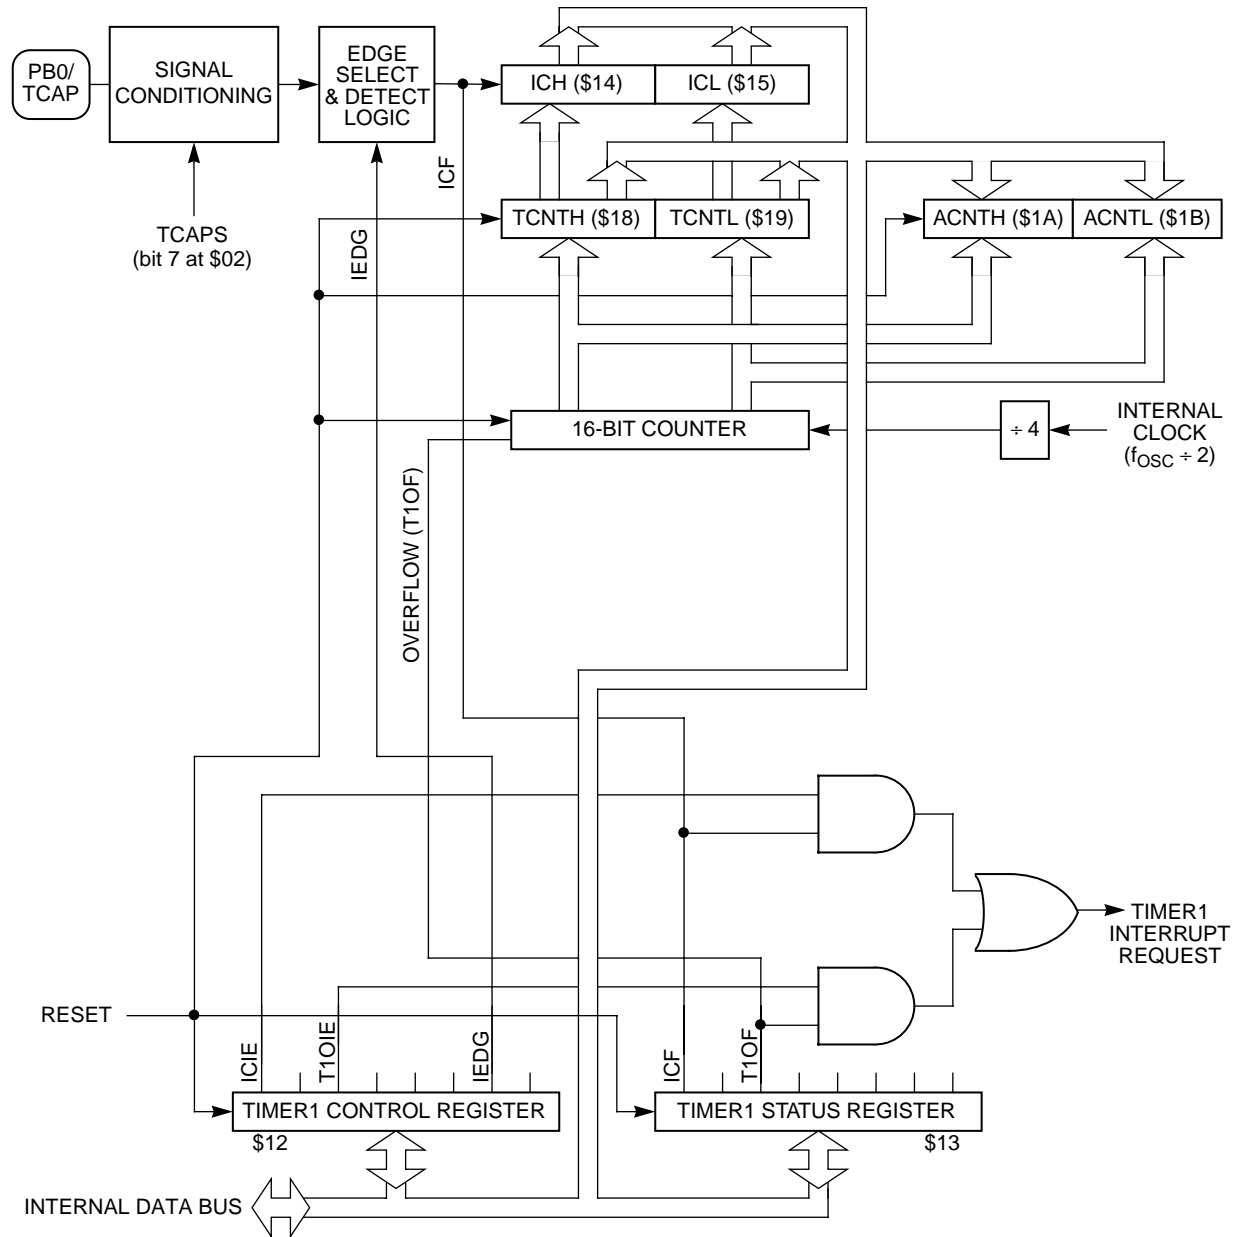 PB0/
TCAP
SIGNAL
CONDITIONING
EDGE
SELECT
& DETECT
LOGIC
ICH ($14)
ICL ($15)
ICF
TCAPS
(bit 7 at $02)
IEDG
TCNTH ($18)
TCNTL ($19)
ACNTH ($1A)
ACNTL ($1B)
16-BIT COUNTER
÷ 4
INTERNAL
CLOCK
(fOSC ÷ 2)
OVERFLOW (T1OF)
TIMER1
INTERRUPT
REQUEST
RESET
ICIE
T1OIE
IEDG
ICF
T1OF
TIMER1 CONTROL REGISTER
$12
TIMER1 STATUS REGISTER
$13
INTERNAL DATA BUS